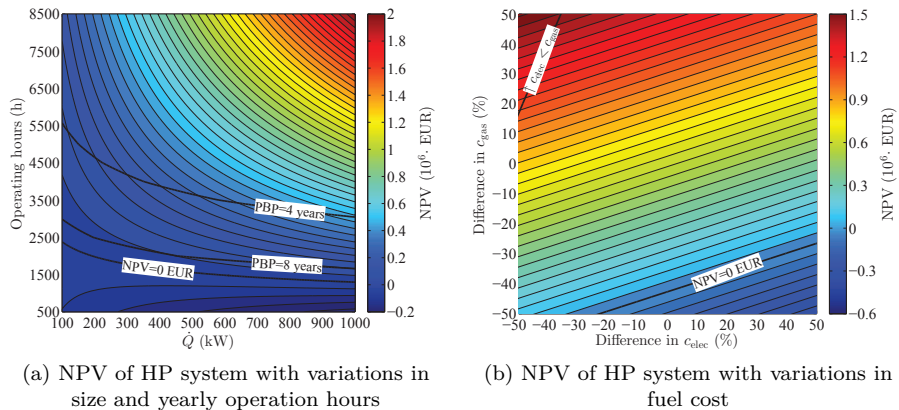 8500
7500
6500
5500
4500
3500
2500
1500
500
Operating hours (h)
PBP=4 years
PBP=8 years
NPV=0 EUR
100 200 300 400 500 600 700 800 900 1000
Q̇ (kW)
2
1.8
1.6
1.4
1.2
1
0.8
0.6
0.4
0.2
0
−0.2
NPV (10⁶· EUR)
(a) NPV of HP system with variations in
size and yearly operation hours
50
40
30
20
10
0
−10
−20
−30
−40
−50
Difference in c_gas (%)
↑ c_elec < c_gas
NPV=0 EUR
−50 −40 −30 −20 −10 0 10 20 30 40 50
Difference in c_elec (%)
1.5
1.2
0.9
0.6
0.3
0
−0.3
−0.6
NPV (10⁶· EUR)
(b) NPV of HP system with variations in
fuel cost